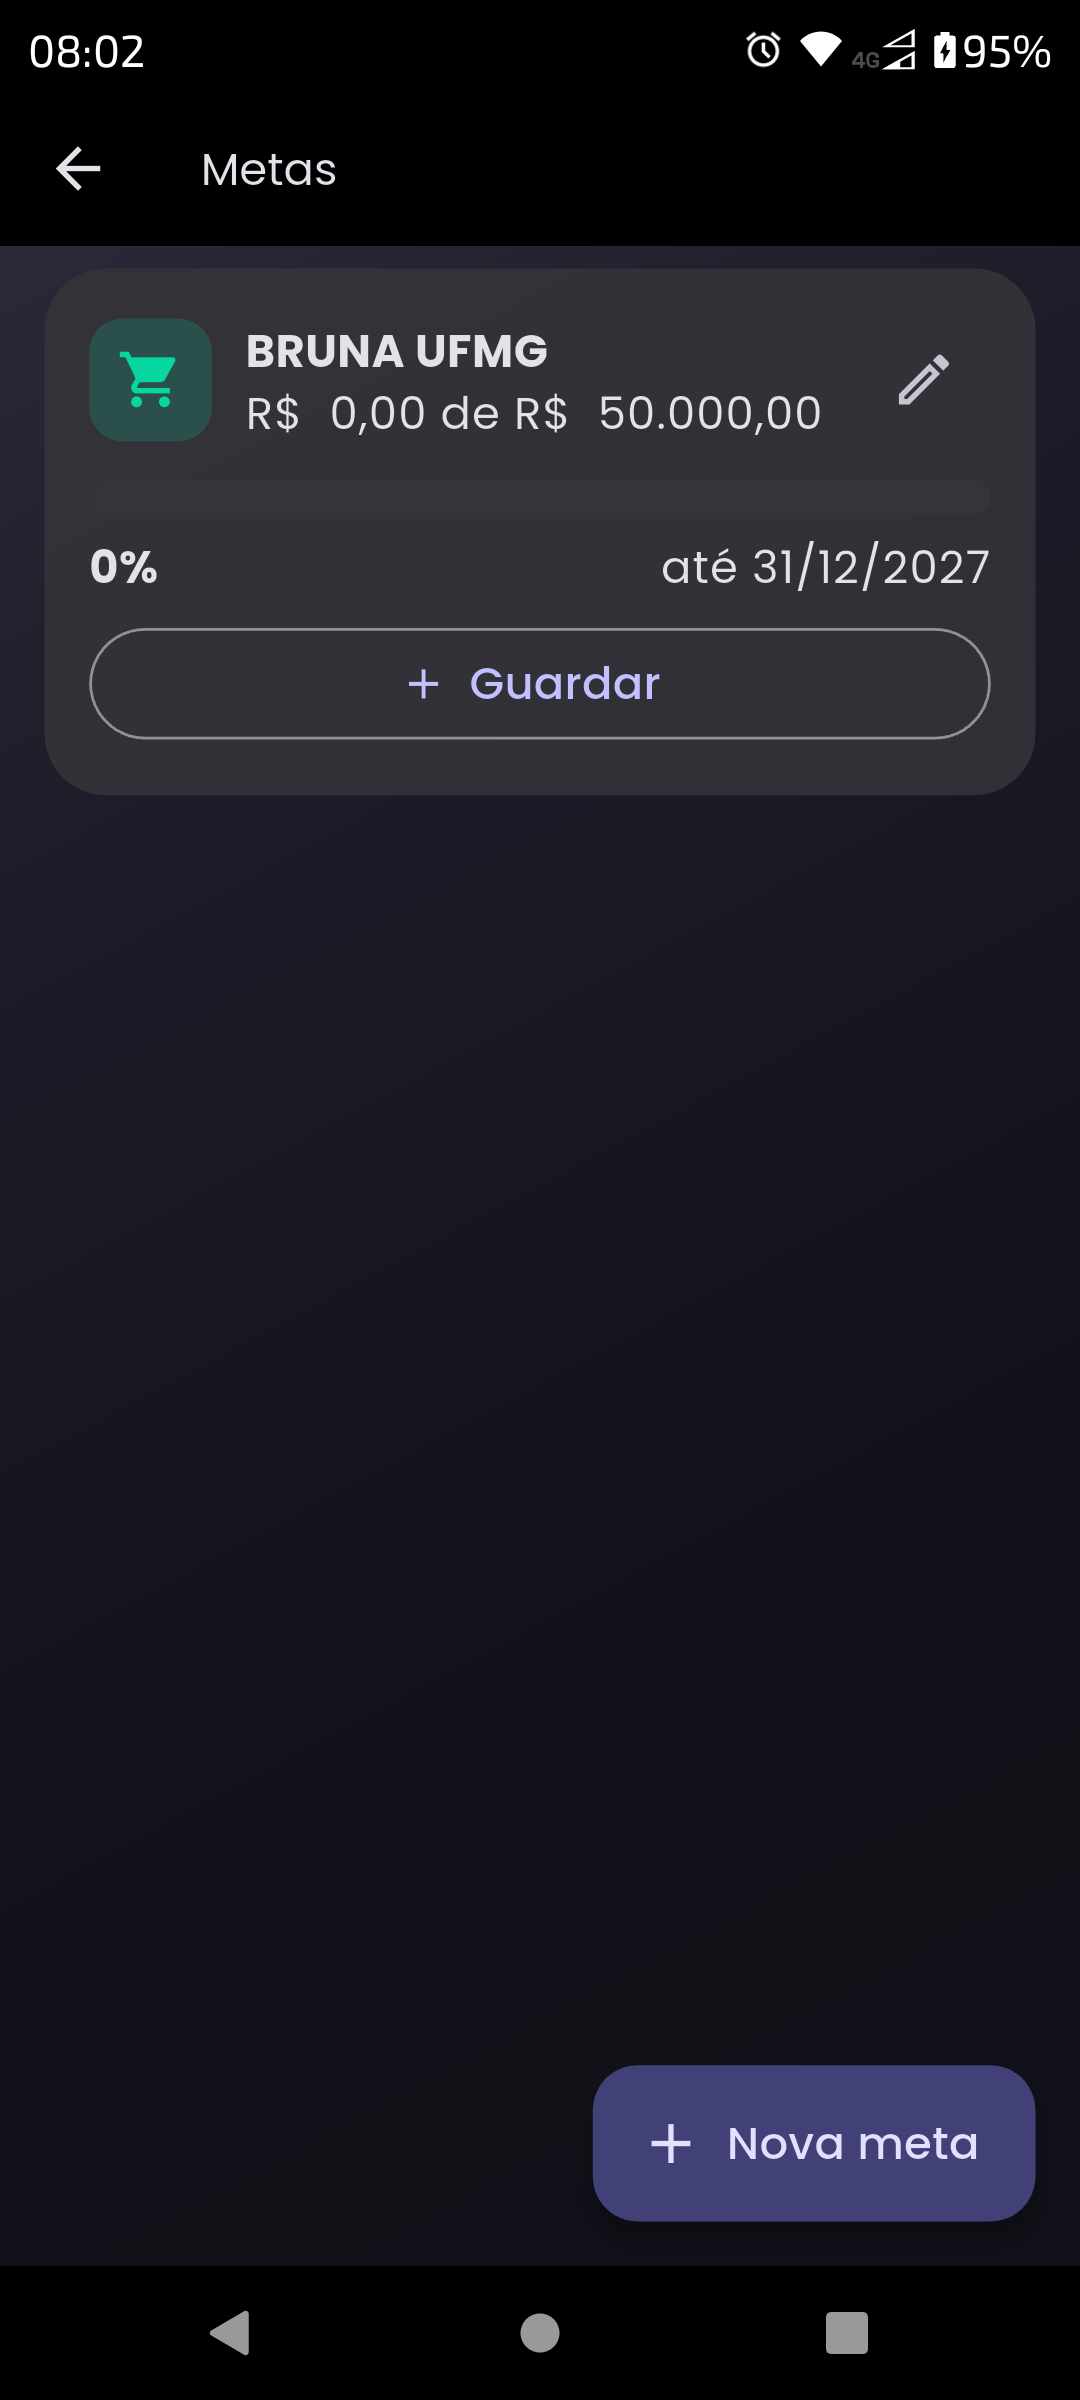 08:02
4G
95%
Metas
BRUNA UFMG
R$ 0,00 de R$ 50.000,00
0%
até 31/12/2027
+ Guardar
+ Nova meta